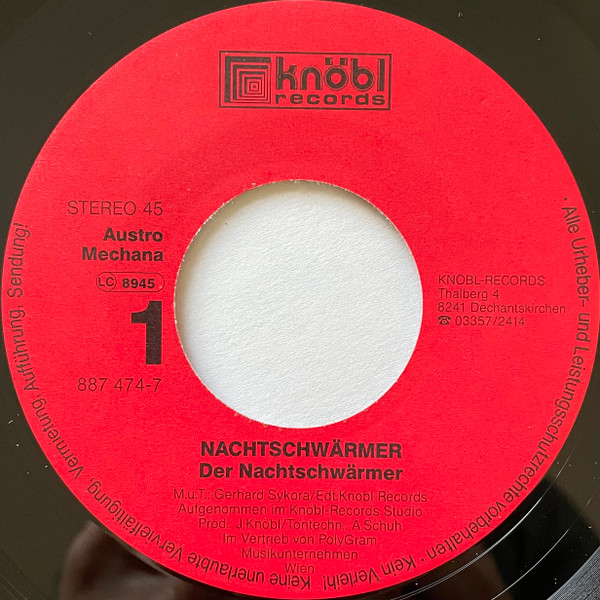 knöbl
records
STEREO 45
Austro
Mechana
LC 8945
1
887 474-7
KNÖBL-RECORDS
Thalberg 4
8241 Dechantskirchen
☎ 03357/2414
NACHTSCHWÄRMER
Der Nachtschwärmer
M.u.T: Gerhard Sykora/Edt.Knöbl Records
Aufgenommen im Knöbl-Records Studio
Prod. J.Knöbl/Tontechn. A.Schuh
Im Vertrieb von PolyGram
Musikunternehmen
Wien
· Alle Urheber- und Leistungsschutzrechte vorbehalten · Kein Verleih! Keine unerlaubte Vervielfältigung, Vermietung, Aufführung, Sendung!